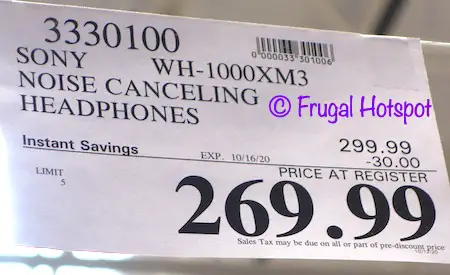 3330100
0000033301006
SONY WH-1000XM3
NOISE CANCELING
HEADPHONES
© Frugal Hotspot
299.99
Instant Savings EXP. 10/16/20 -30.00
PRICE AT REGISTER
LIMIT
5
269.99
Sales Tax may be due on all or part of pre-discount price